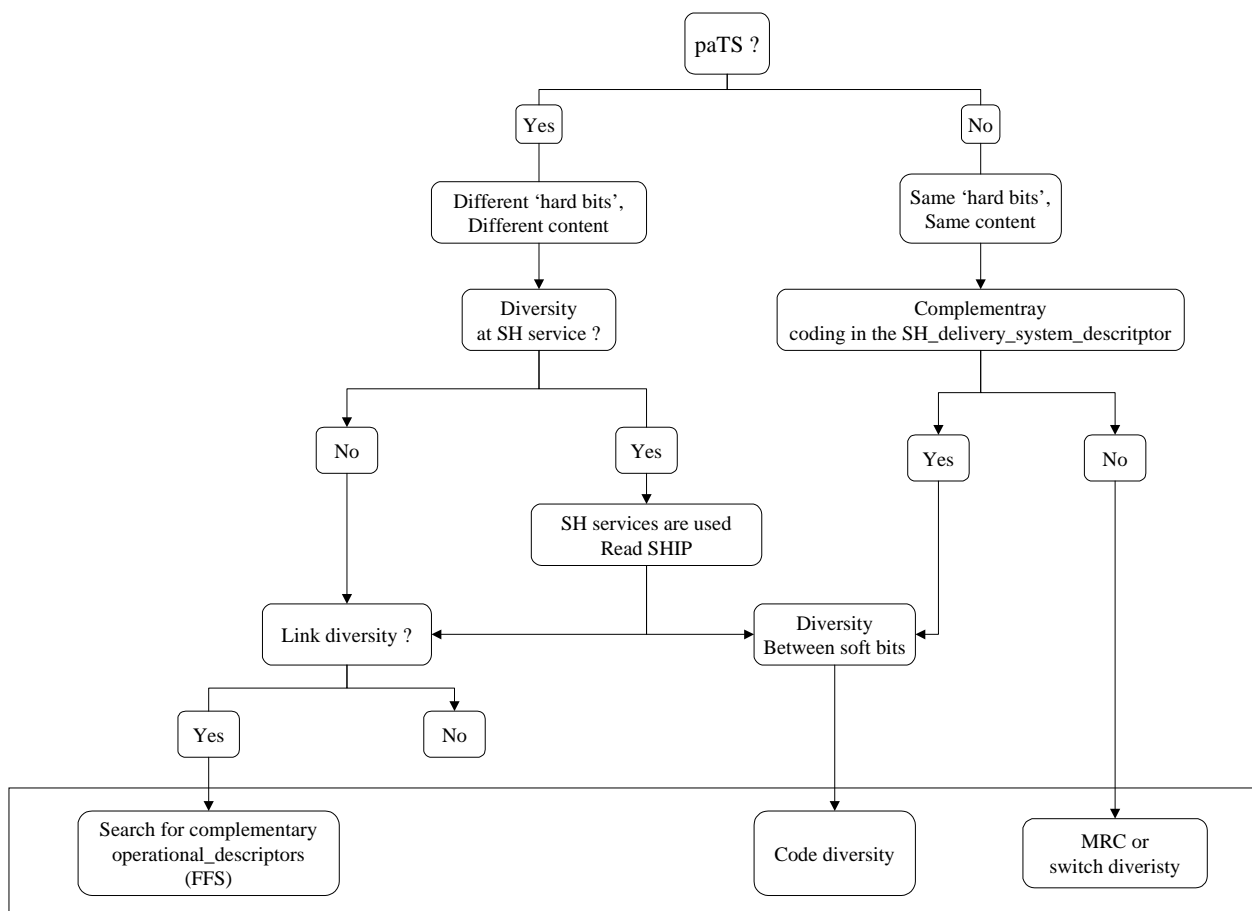 paTS ?
Yes
No
Different ‘hard bits’,
Different content
Same ‘hard bits’,
Same content
Diversity
at SH service ?
Complementray
coding in the SH_delivery_system_descritptor
No
Yes
Yes
No
SH services are used
Read SHIP
Link diversity ?
Diversity
Between soft bits
Yes
No
Search for complementary
operational_descriptors
(FFS)
Code diversity
MRC or
switch diveristy